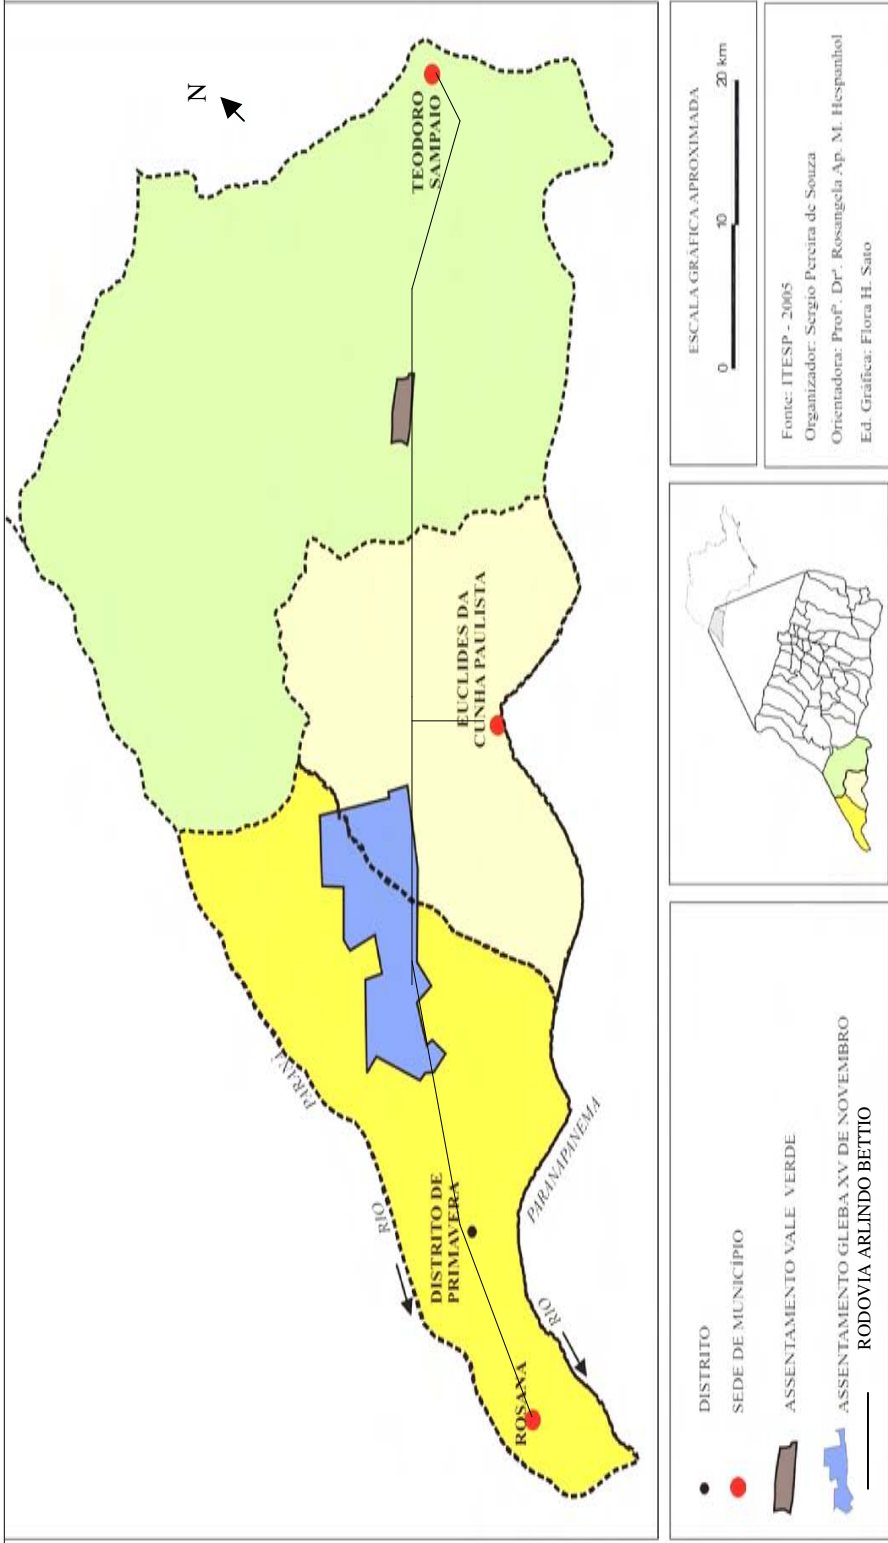 N
TEODORO
SAMPAIO
EUCLIDES DA
CUNHA PAULISTA
DISTRITO DE
PRIMAVERA
ROSANA
RIO
PARANÁ
RIO
PARANAPANEMA
DISTRITO
SEDE DE MUNICÍPIO
ASSENTAMENTO VALE VERDE
ASSENTAMENTO GLEBA XV DE NOVEMBRO
RODOVIA ARLINDO BETTIO
ESCALA GRÁFICA APROXIMADA
0 10 20 km
Fonte: ITESP - 2005
Organizador: Sergio Pereira de Souza
Orientadora: Profª. Drª. Rosangela Ap. M. Hespanhol
Ed. Gráfica: Flora H. Sato